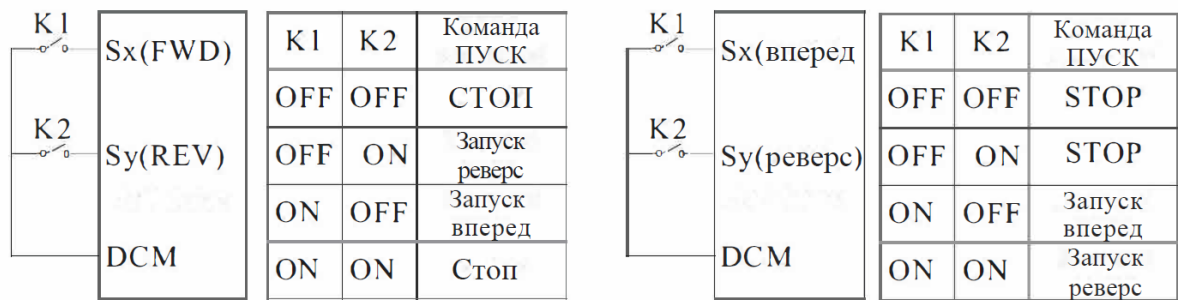 K1
Sx(FWD)
K2
Sy(REV)
DCM
K1 K2 Команда
ПУСК
OFF OFF СТОП
OFF ON Запуск
реверс
ON OFF Запуск
вперед
ON ON Стоп
K1
Sx(вперед
K2
Sy(реверс)
DCM
K1 K2 Команда
ПУСК
OFF OFF STOP
OFF ON STOP
ON OFF Запуск
вперед
ON ON Запуск
реверс